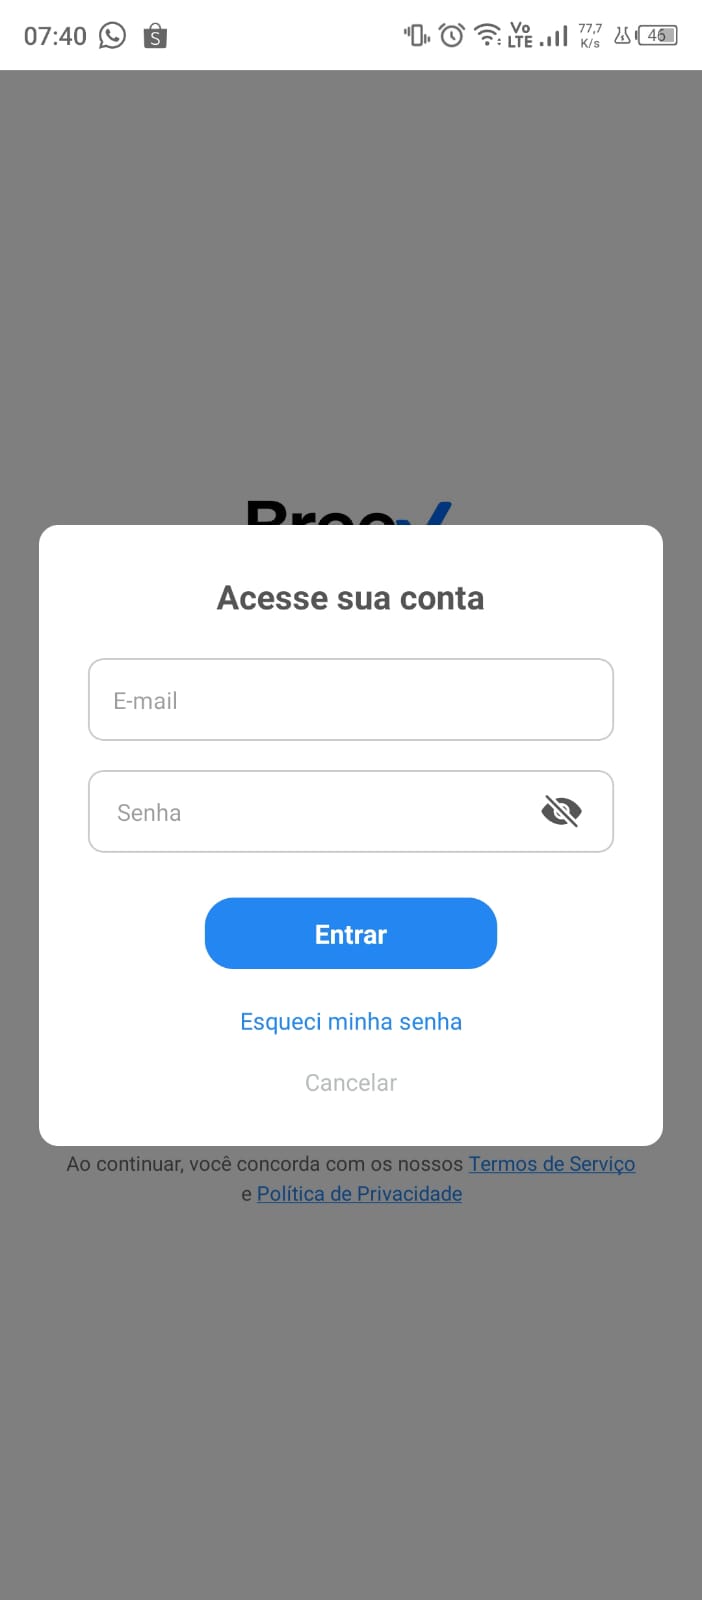 07:40
Vo
LTE
77,7
K/s
46
Acesse sua conta
E-mail
Senha
Entrar
Esqueci minha senha
Cancelar
Ao continuar, você concorda com os nossos Termos de Serviço
e Política de Privacidade